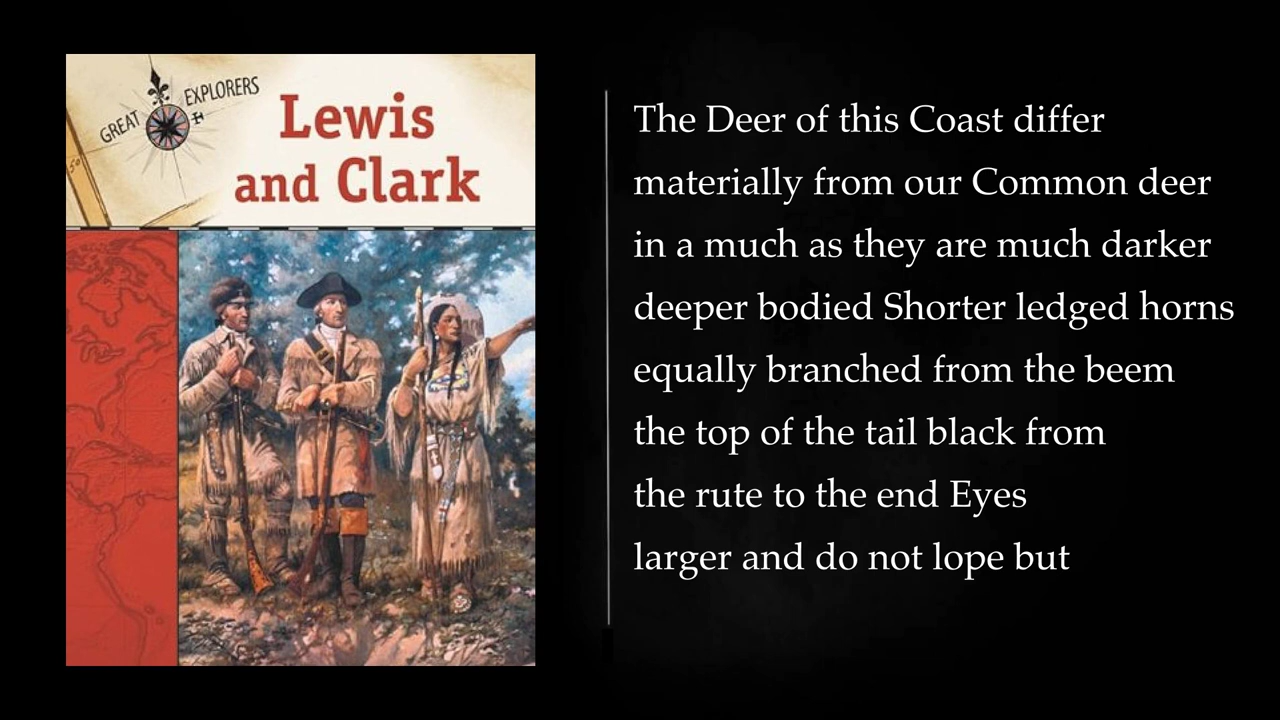 GREAT EXPLORERS
Lewis
and Clark
The Deer of this Coast differ
materially from our Common deer
in a much as they are much darker
deeper bodied Shorter ledged horns
equally branched from the beem
the top of the tail black from
the rute to the end Eyes
larger and do not lope but